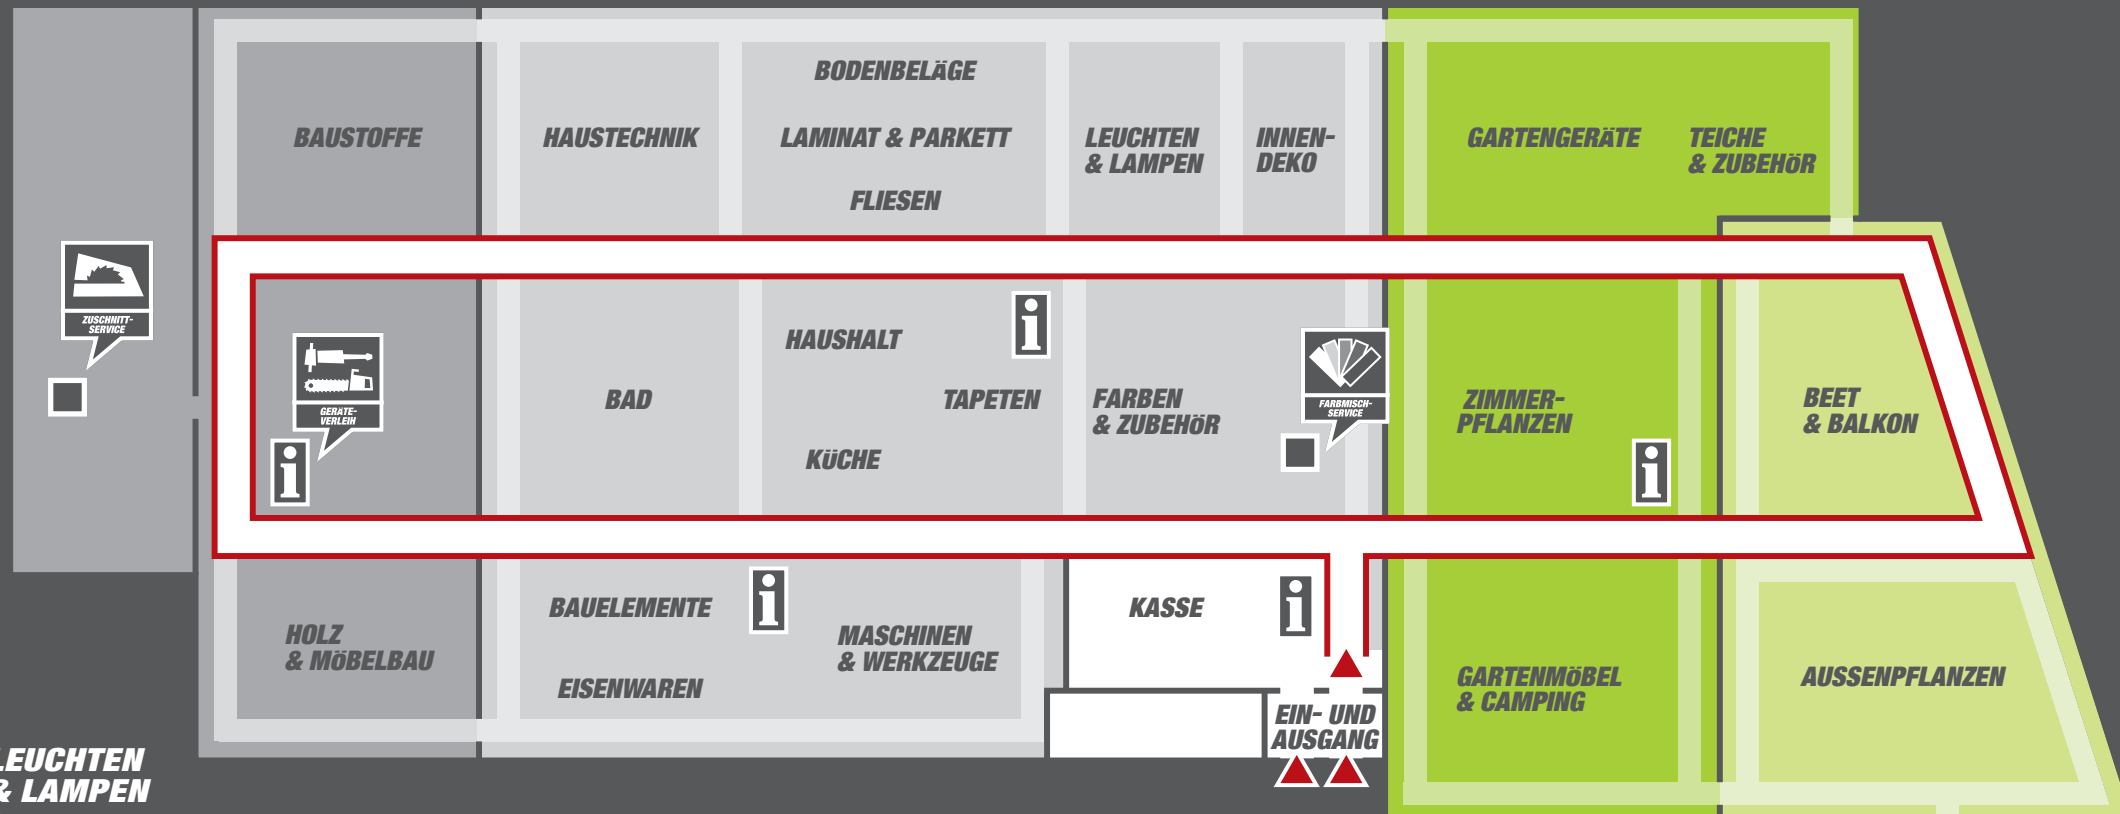 BODENBELÄGE
BAUSTOFFE
HAUSTECHNIK
LAMINAT & PARKETT
LEUCHTEN
& LAMPEN
INNEN-
DEKO
GARTENGERÄTE
TEICHE
& ZUBEHÖR
FLIESEN
ZUSCHNITT-
SERVICE
GERÄTE-
VERLEIH
i
BAD
HAUSHALT
i
TAPETEN
KÜCHE
FARBEN
& ZUBEHÖR
FARBMISCH-
SERVICE
ZIMMER-
PFLANZEN
i
BEET
& BALKON
HOLZ
& MÖBELBAU
BAUELEMENTE
i
EISENWAREN
MASCHINEN
& WERKZEUGE
KASSE
i
EIN- UND
AUSGANG
GARTENMÖBEL
& CAMPING
AUSSENPFLANZEN
LEUCHTEN
& LAMPEN